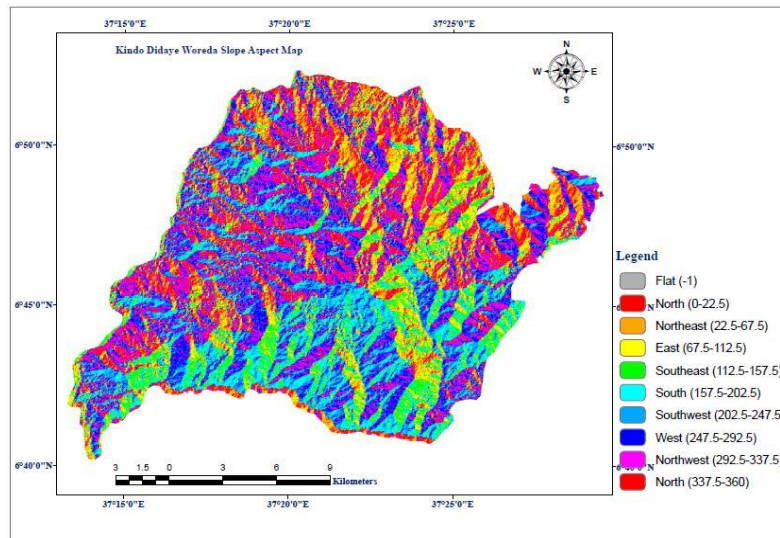 37°15'0"E 37°20'0"E 37°25'0"E
Kindo Didaye Woreda Slope Aspect Map
N
W E
S
6°50'0"N 6°50'0"N
Legend
Flat (-1)
North (0-22.5)
Northeast (22.5-67.5)
East (67.5-112.5)
Southeast (112.5-157.5)
South (157.5-202.5)
Southwest (202.5-247.5
West (247.5-292.5)
Northwest (292.5-337.5)
North (337.5-360)
6°45'0"N
6°40'0"N
3 1.5 0 3 6 9
Kilometers
37°15'0"E 37°20'0"E 37°25'0"E